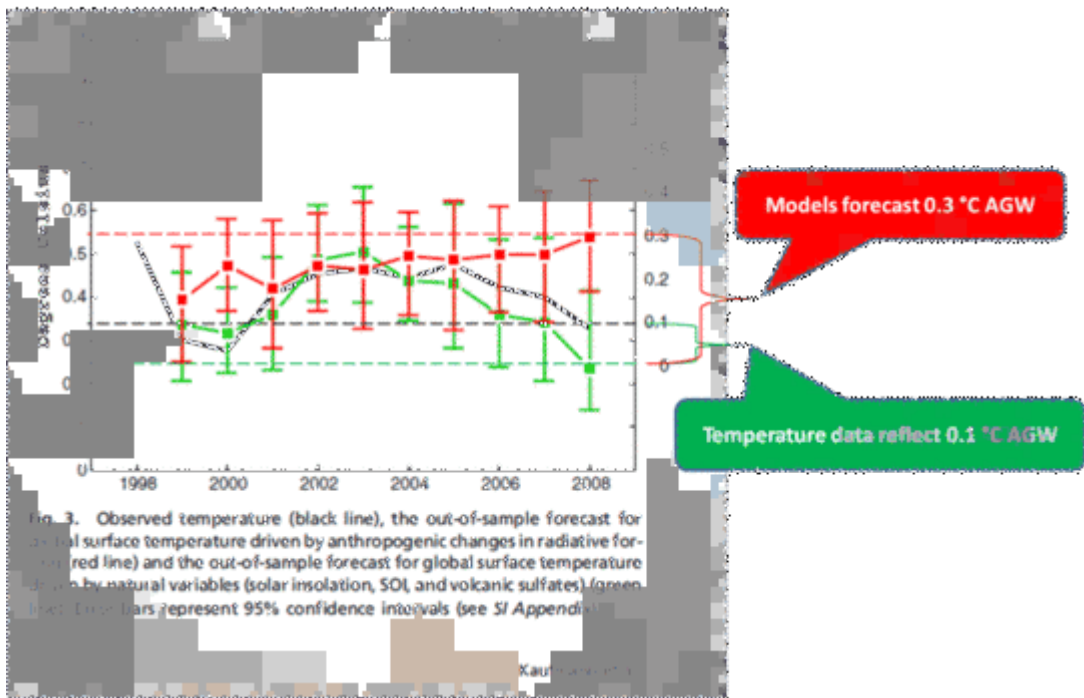 Models forecast 0.3 °C AGW
0.6
0.5
0.4
0
0.3
0.2
0.1
0
Temperature data reflect 0.1 °C AGW
1998 2000 2002 2004 2006 2008
3. Observed temperature (black line), the out-of-sample forecast for
surface temperature driven by anthropogenic changes in radiative for-
(red line) and the out-of-sample forecast for global surface temperature
by natural variables (solar insolation, SOI, and volcanic sulfates) (green
bars represent 95% confidence intervals (see SI